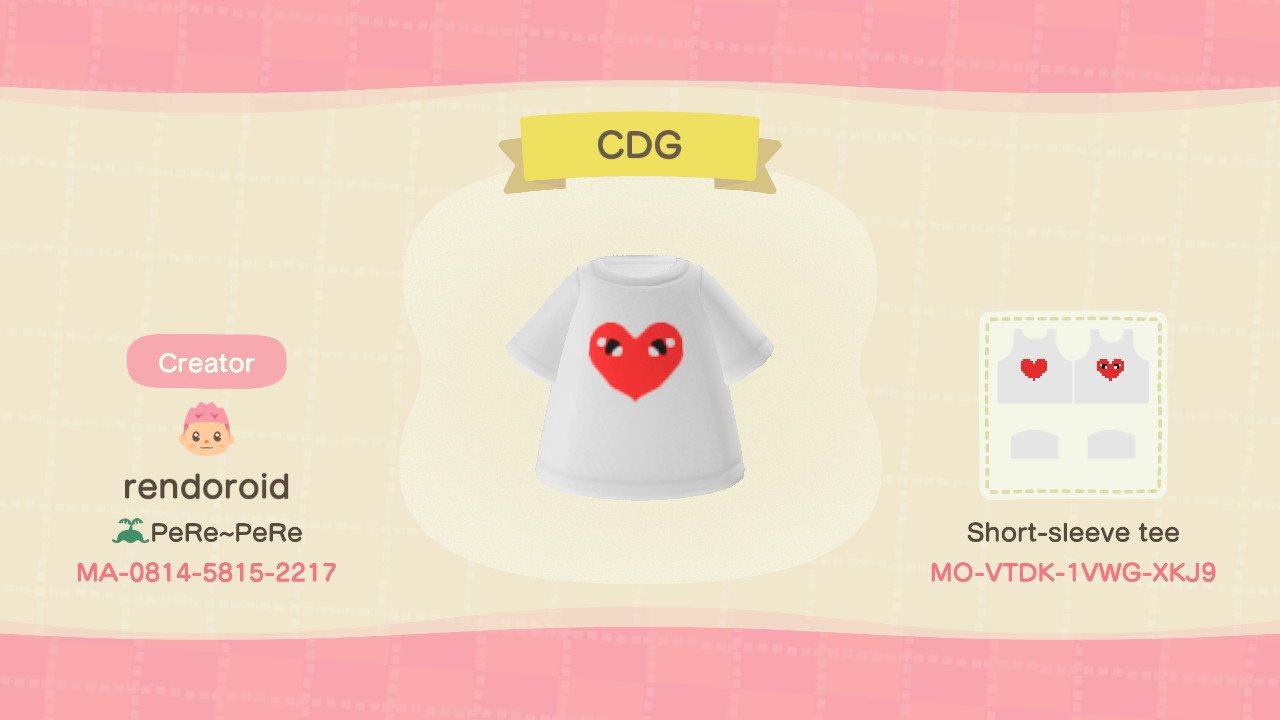 CDG
Creator
rendoroid
PeRe~PeRe
MA-0814-5815-2217
Short-sleeve tee
MO-VTDK-1VWG-XKJ9